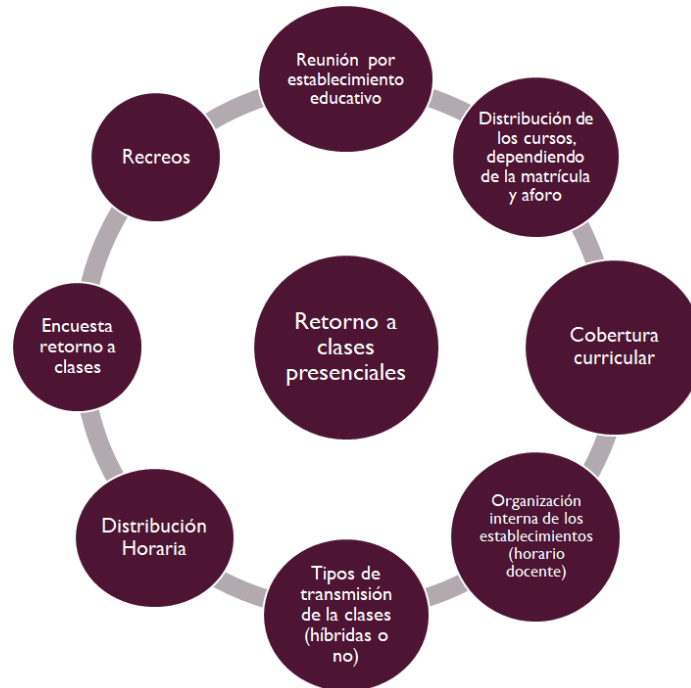 Reunión por
establecimiento
educativo
Distribución de
los cursos,
dependiendo
de la matrícula
y aforo
Cobertura
curricular
Organización
interna de los
establecimientos
(horario
docente)
Tipos de
transmisión
de la clases
(híbridas o
no)
Distribución
Horaria
Encuesta
retorno a
clases
Recreos
Retorno a
clases
presenciales